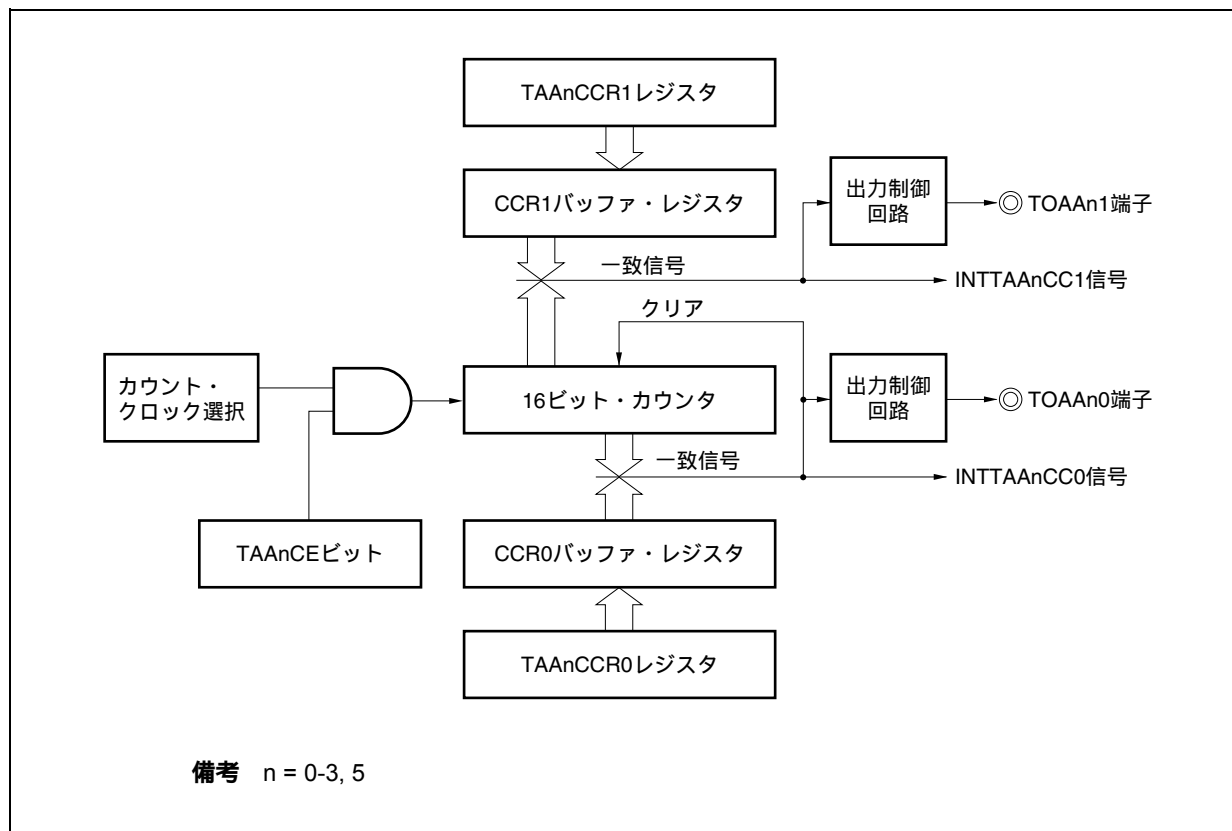 TAAnCCR1レジスタ
CCR1バッファ・レジスタ
出力制御
回路
TOAAn1端子
一致信号
INTTAAnCC1信号
クリア
カウント・
クロック選択
16ビット・カウンタ
出力制御
回路
TOAAn0端子
一致信号
INTTAAnCC0信号
TAAnCEビット
CCR0バッファ・レジスタ
TAAnCCR0レジスタ
備考 n = 0-3, 5